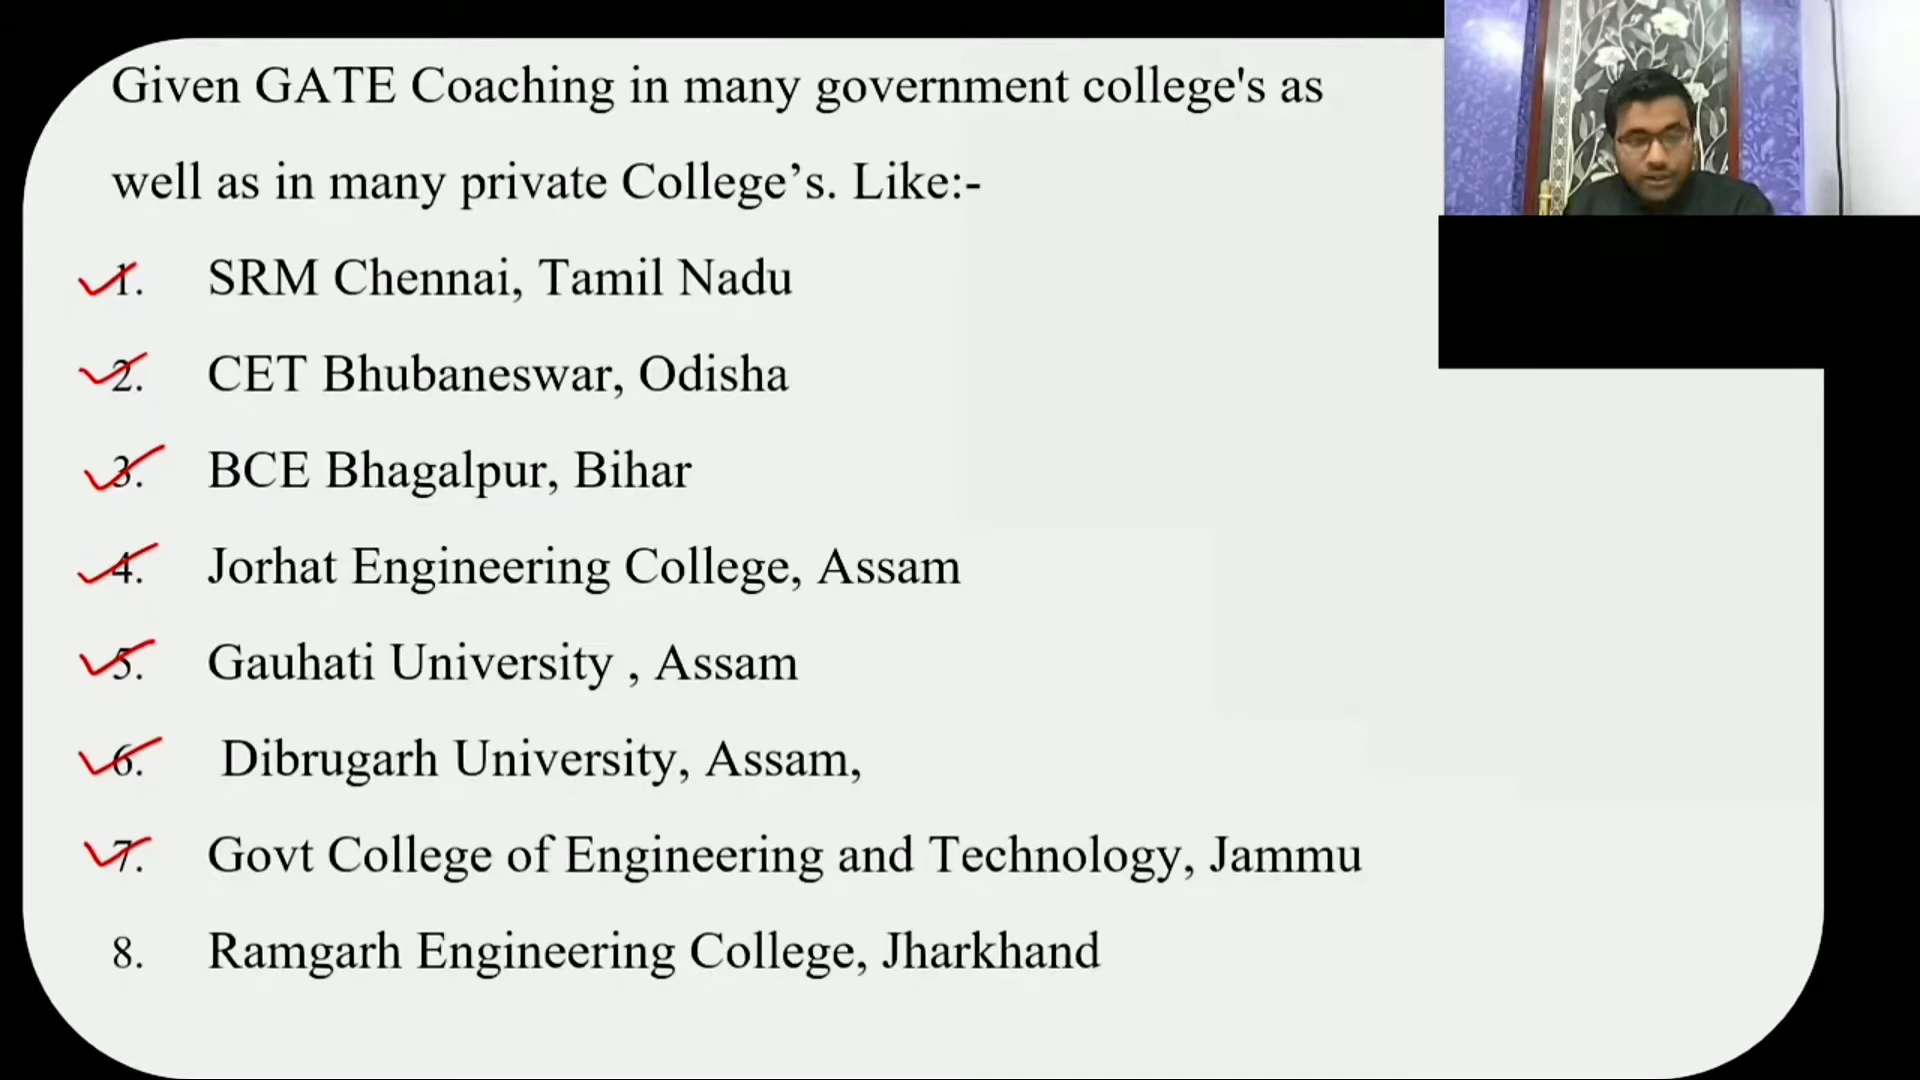 Given GATE Coaching in many government college's as
well as in many private College’s. Like:-
1. SRM Chennai, Tamil Nadu
2. CET Bhubaneswar, Odisha
3. BCE Bhagalpur, Bihar
4. Jorhat Engineering College, Assam
5. Gauhati University , Assam
6. Dibrugarh University, Assam,
7. Govt College of Engineering and Technology, Jammu
8. Ramgarh Engineering College, Jharkhand